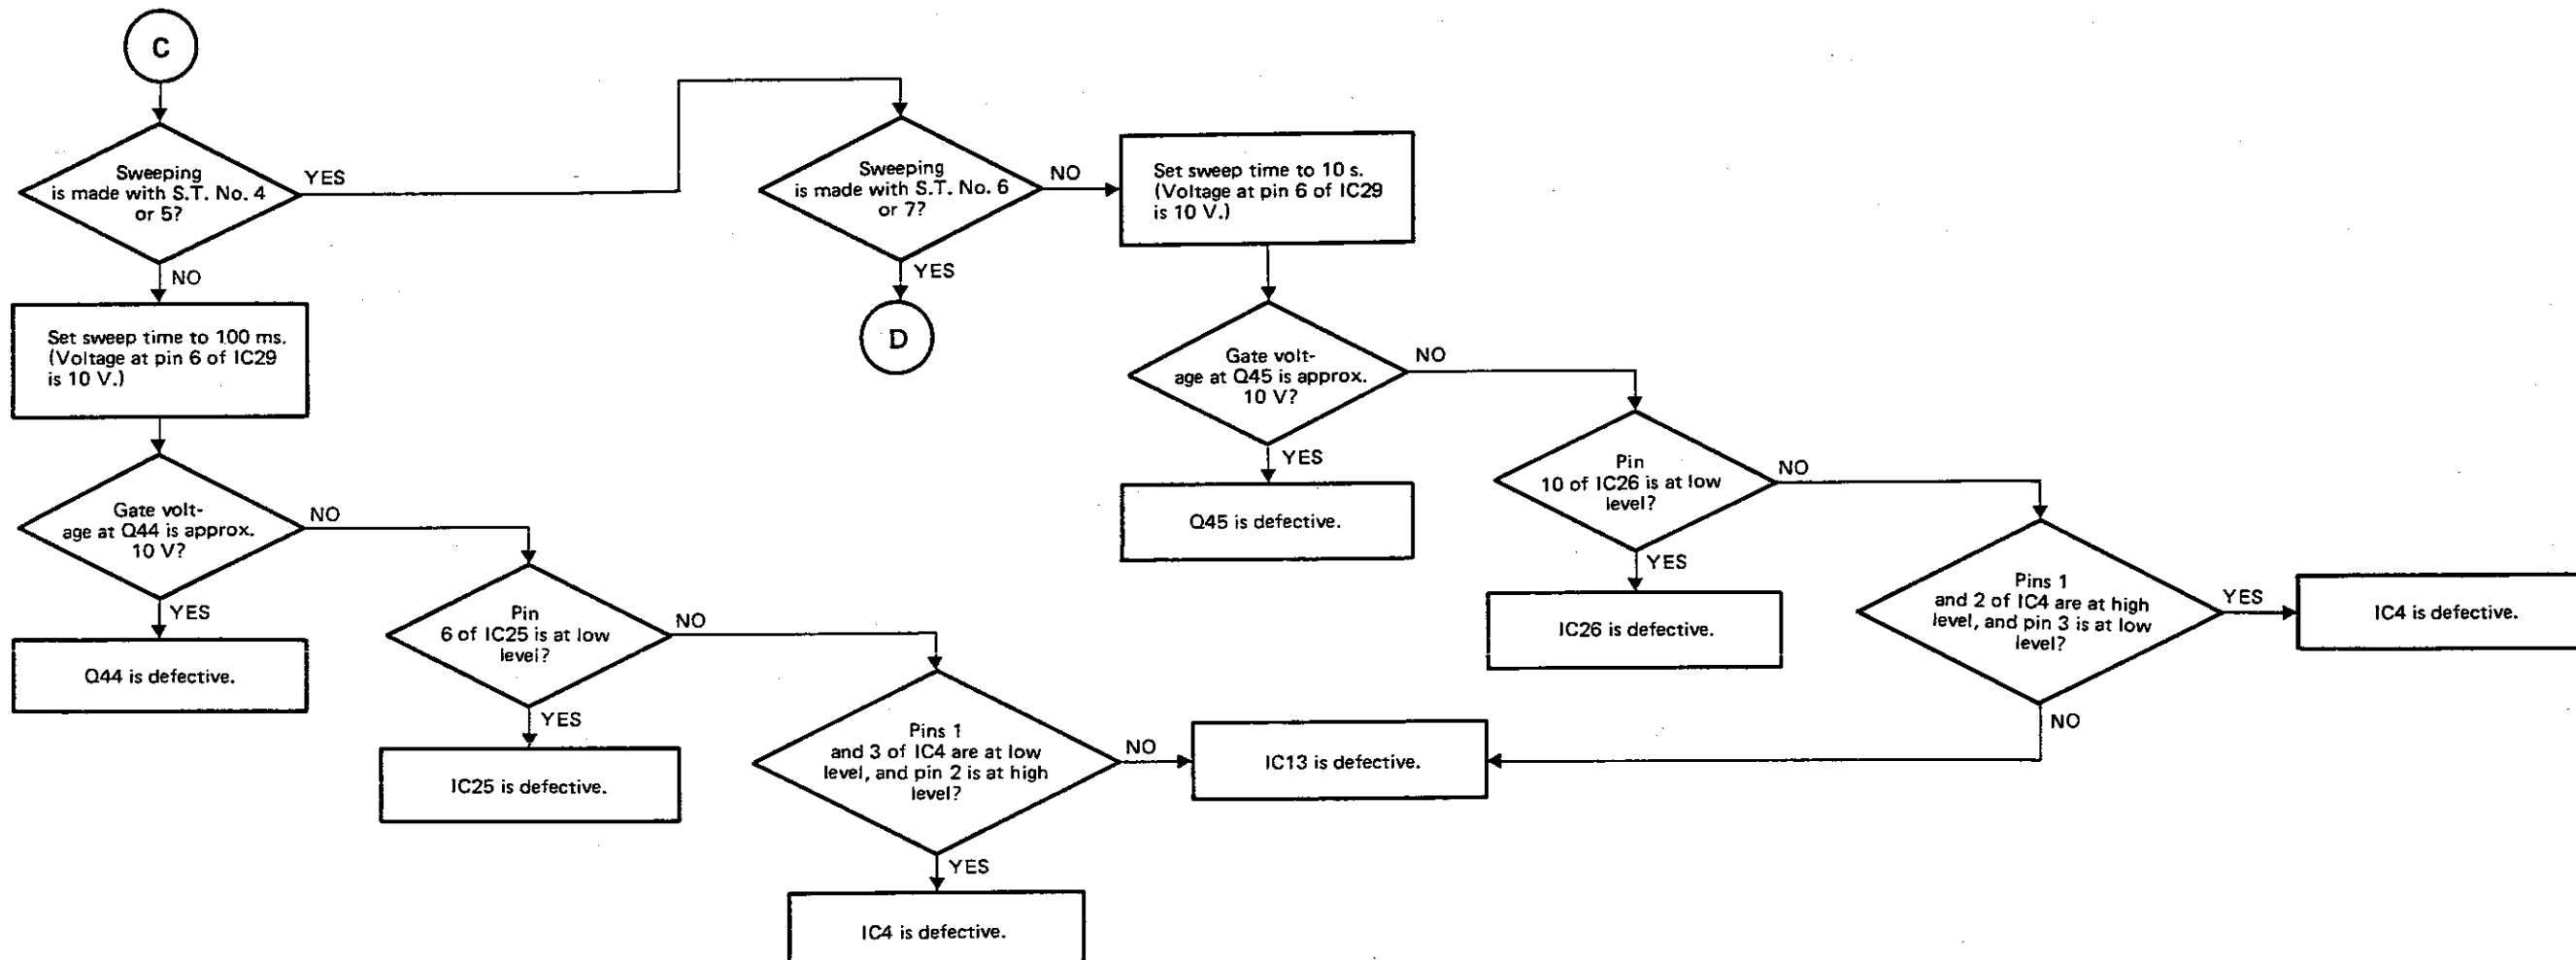 C
Sweeping
is made with S.T. No. 4
or 5?
YES
NO
Set sweep time to 100 ms.
(Voltage at pin 6 of IC29
is 10 V.)
Gate volt-
age at Q44 is approx.
10 V?
NO
YES
Q44 is defective.
Pin
6 of IC25 is at low
level?
NO
YES
IC25 is defective.
Pins 1
and 3 of IC4 are at low
level, and pin 2 is at high
level?
NO
YES
IC4 is defective.
IC13 is defective.
Sweeping
is made with S.T. No. 6
or 7?
NO
YES
D
Set sweep time to 10 s.
(Voltage at pin 6 of IC29
is 10 V.)
Gate volt-
age at Q45 is approx.
10 V?
NO
YES
Q45 is defective.
Pin
10 of IC26 is at low
level?
NO
YES
IC26 is defective.
Pins 1
and 2 of IC4 are at high
level, and pin 3 is at low
level?
YES
NO
IC4 is defective.